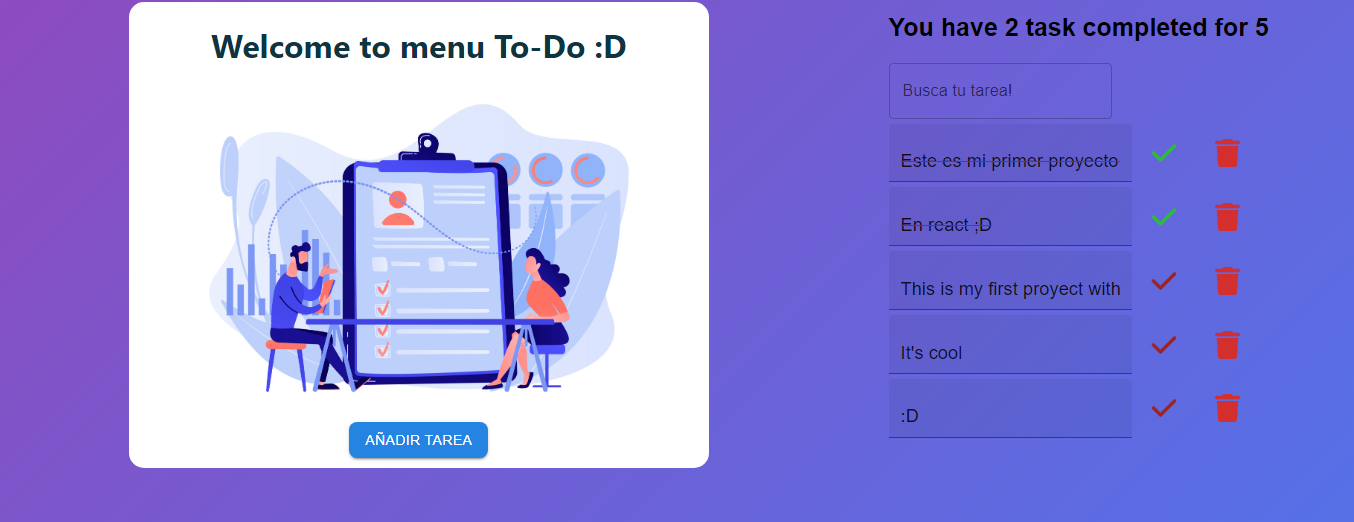 Welcome to menu To-Do :D
AÑADIR TAREA
You have 2 task completed for 5
Busca tu tarea!
Este es mi primer proyecto
En react ;D
This is my first proyect with
It's cool
:D